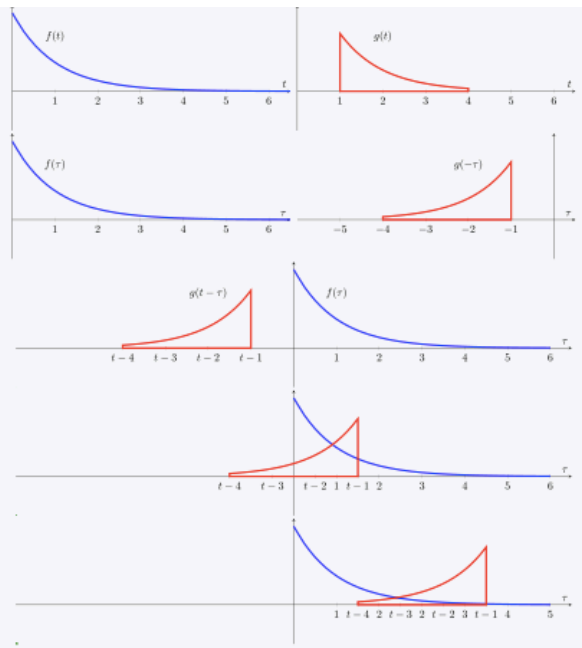 f(t) g(t)
t t
1 2 3 4 5 6 1 2 3 4 5 6
f(τ) g(−τ)
τ τ
1 2 3 4 5 6 −5 −4 −3 −2 −1
g(t − τ) f(τ)
τ
t − 4 t − 3 t − 2 t − 1 1 2 3 4 5 6
τ
t − 4 t − 3 t − 2 1 t − 1 2 3 4 5 6
τ
1 t − 4 2 t − 3 2 t − 2 3 t − 1 4 5